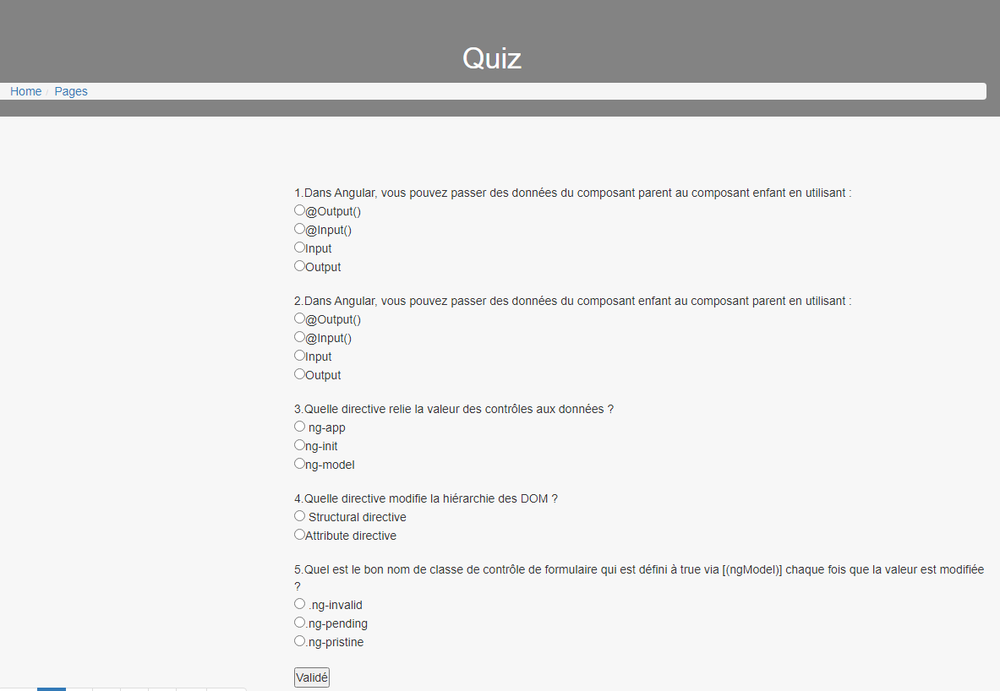 Quiz
Home / Pages
1.Dans Angular, vous pouvez passer des données du composant parent au composant enfant en utilisant :
@Output()
@Input()
Input
Output
2.Dans Angular, vous pouvez passer des données du composant enfant au composant parent en utilisant :
@Output()
@Input()
Input
Output
3.Quelle directive relie la valeur des contrôles aux données ?
ng-app
ng-init
ng-model
4.Quelle directive modifie la hiérarchie des DOM ?
Structural directive
Attribute directive
5.Quel est le bon nom de classe de contrôle de formulaire qui est défini à true via [(ngModel)] chaque fois que la valeur est modifiée
?
.ng-invalid
.ng-pending
.ng-pristine
Validé